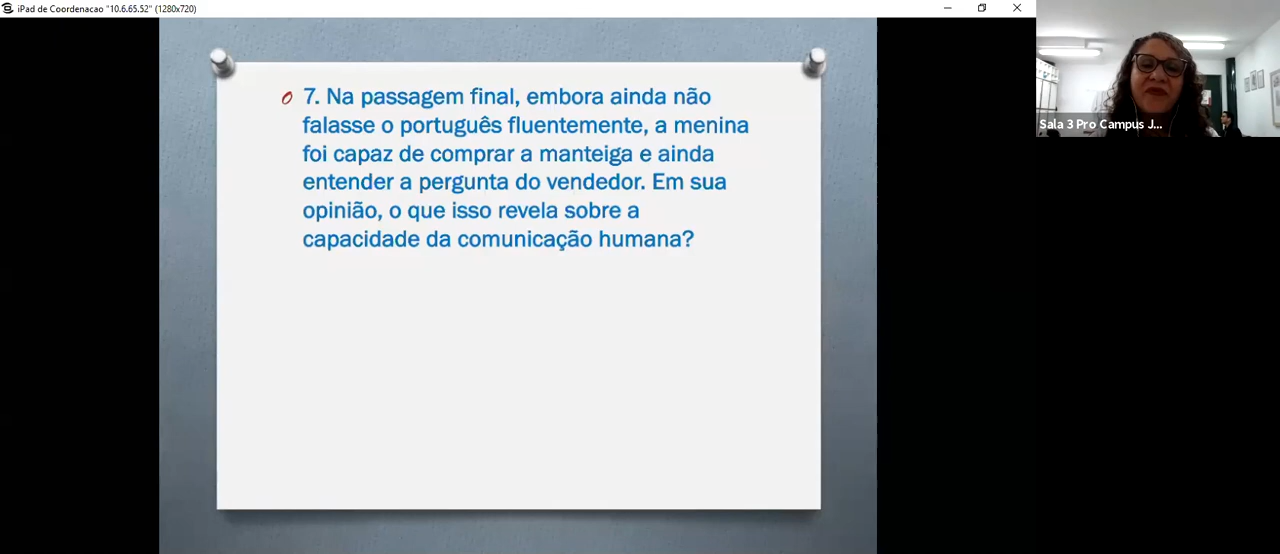 iPad de Coordenacao "10.6.65.52" (1280x720)
7. Na passagem final, embora ainda não
falasse o português fluentemente, a menina
foi capaz de comprar a manteiga e ainda
entender a pergunta do vendedor. Em sua
opinião, o que isso revela sobre a
capacidade da comunicação humana?
Sala 3 Pro Campus J...